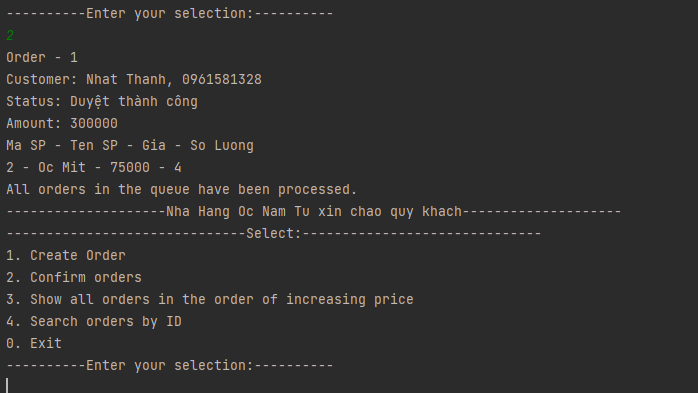 ----------Enter your selection:----------
2
Order - 1
Customer: Nhat Thanh, 0961581328
Status: Duyệt thành công
Amount: 300000
Ma SP - Ten SP - Gia - So Luong
2 - Oc Mit - 75000 - 4
All orders in the queue have been processed.
--------------------Nha Hang Oc Nam Tu xin chao quy khach--------------------
------------------------------Select:------------------------------
1. Create Order
2. Confirm orders
3. Show all orders in the order of increasing price
4. Search orders by ID
0. Exit
----------Enter your selection:----------